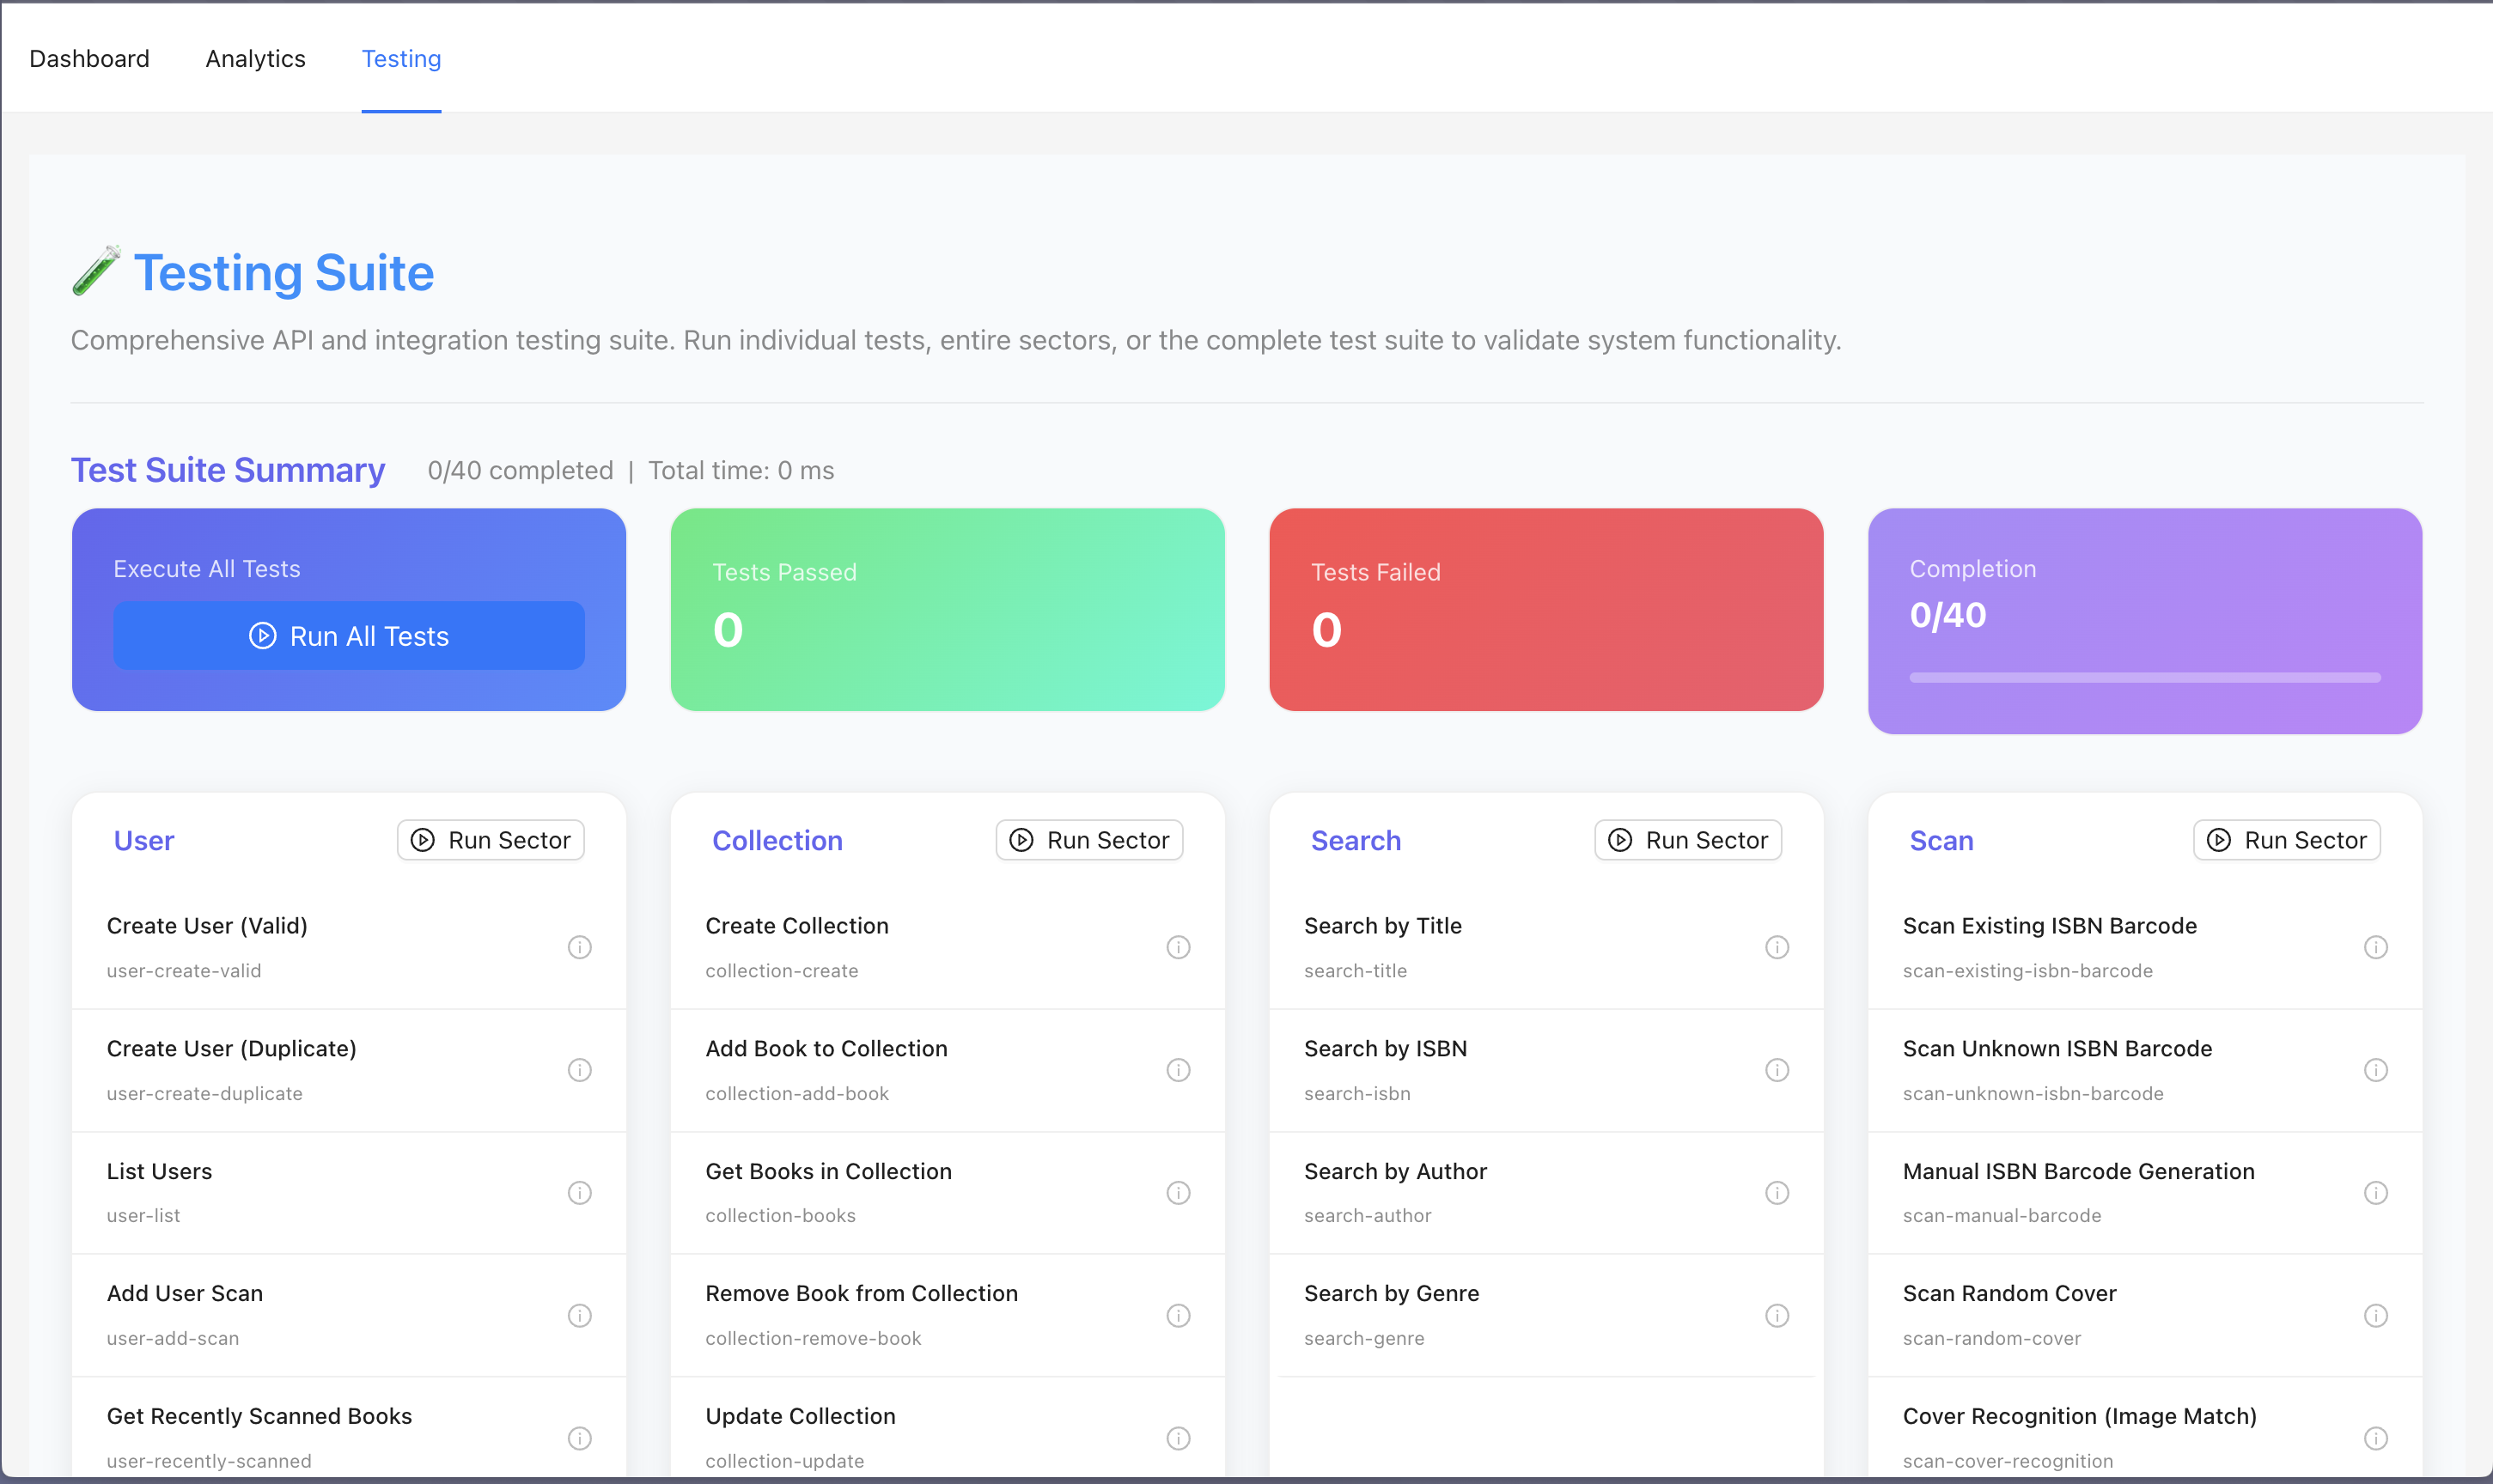 Dashboard Analytics Testing
Testing Suite
Comprehensive API and integration testing suite. Run individual tests, entire sectors, or the complete test suite to validate system functionality.
Test Suite Summary 0/40 completed | Total time: 0 ms
Execute All Tests
Run All Tests
Tests Passed
0
Tests Failed
0
Completion
0/40
User Run Sector
Create User (Valid)
user-create-valid
Create User (Duplicate)
user-create-duplicate
List Users
user-list
Add User Scan
user-add-scan
Get Recently Scanned Books
user-recently-scanned
Collection Run Sector
Create Collection
collection-create
Add Book to Collection
collection-add-book
Get Books in Collection
collection-books
Remove Book from Collection
collection-remove-book
Update Collection
collection-update
Search Run Sector
Search by Title
search-title
Search by ISBN
search-isbn
Search by Author
search-author
Search by Genre
search-genre
Scan Run Sector
Scan Existing ISBN Barcode
scan-existing-isbn-barcode
Scan Unknown ISBN Barcode
scan-unknown-isbn-barcode
Manual ISBN Barcode Generation
scan-manual-barcode
Scan Random Cover
scan-random-cover
Cover Recognition (Image Match)
scan-cover-recognition